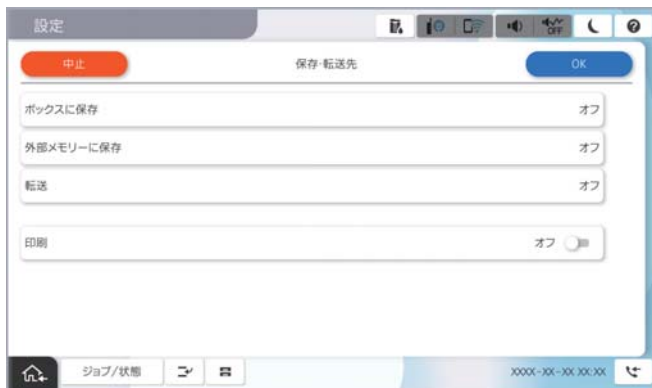 設定
OFF
中止
保存・転送先
OK
ボックスに保存
オフ
外部メモリーに保存
オフ
転送
オフ
印刷
オフ
ジョブ/状態
XXXX-XX-XX XX:XX